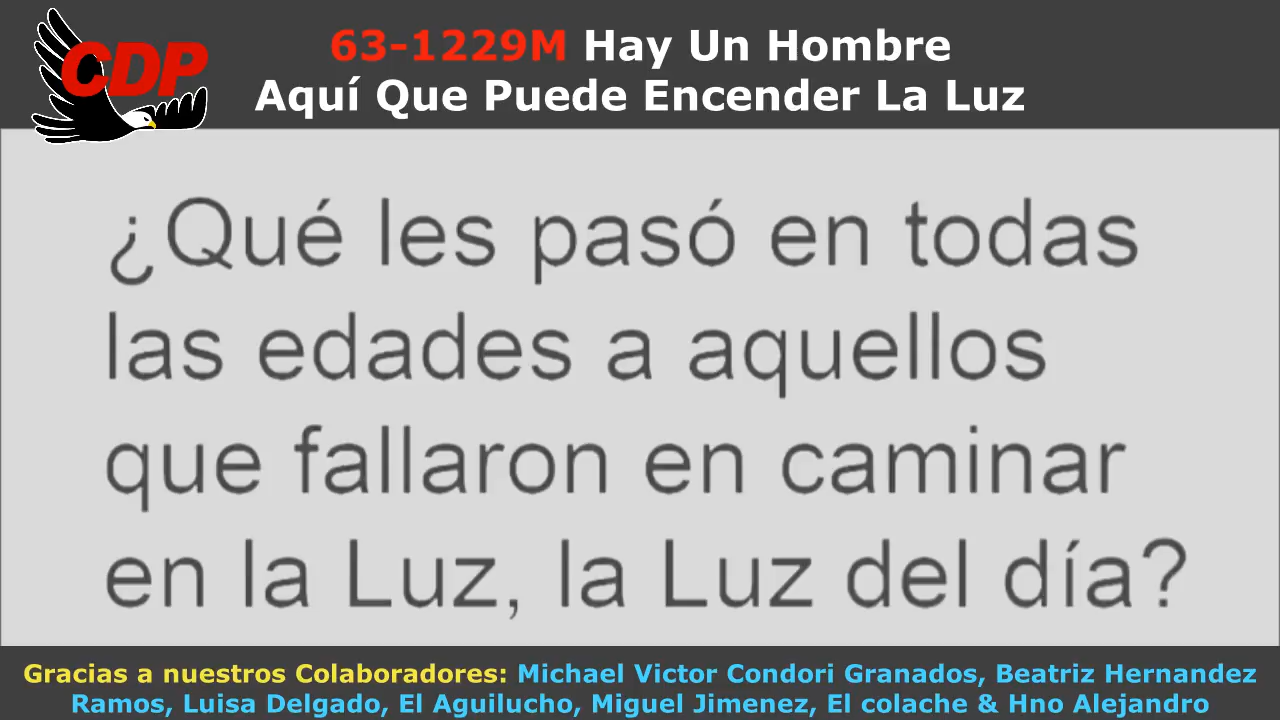 CDP
63-1229M Hay Un Hombre
Aquí Que Puede Encender La Luz
¿Qué les pasó en todas
las edades a aquellos
que fallaron en caminar
en la Luz, la Luz del día?
Gracias a nuestros Colaboradores: Michael Victor Condori Granados, Beatriz Hernandez
Ramos, Luisa Delgado, El Aguilucho, Miguel Jimenez, El colache & Hno Alejandro